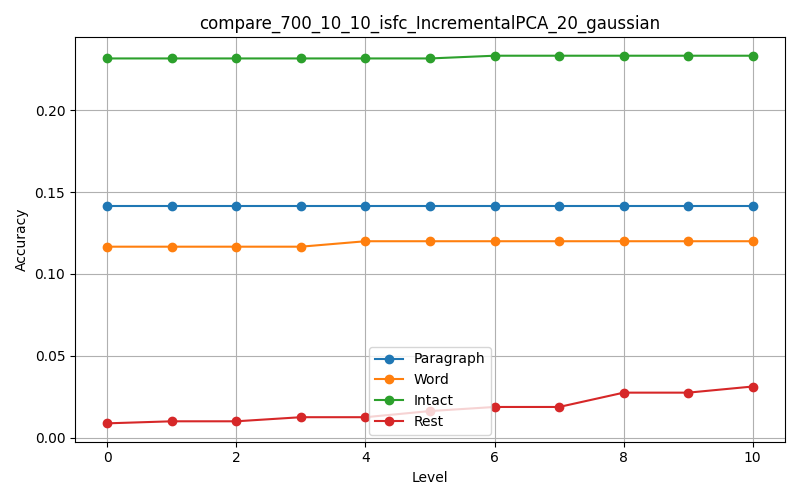 compare_700_10_10_isfc_IncrementalPCA_20_gaussian
Accuracy
0.20
0.15
0.10
0.05
0.00
Paragraph
Word
Intact
Rest
0 2 4 6 8 10
Level